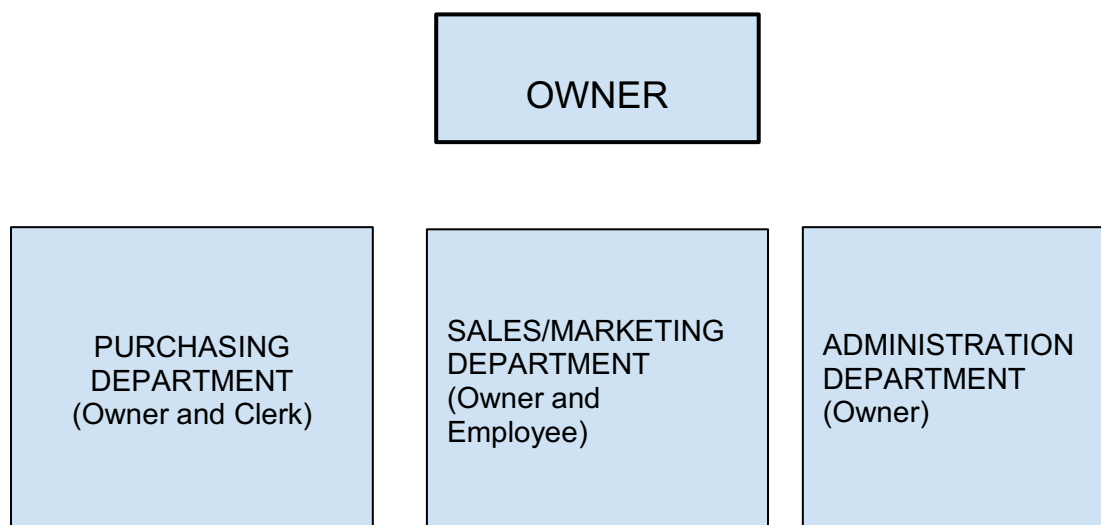 OWNER
PURCHASING
DEPARTMENT
(Owner and Clerk)
SALES/MARKETING
DEPARTMENT
(Owner and
Employee)
ADMINISTRATION
DEPARTMENT
(Owner)